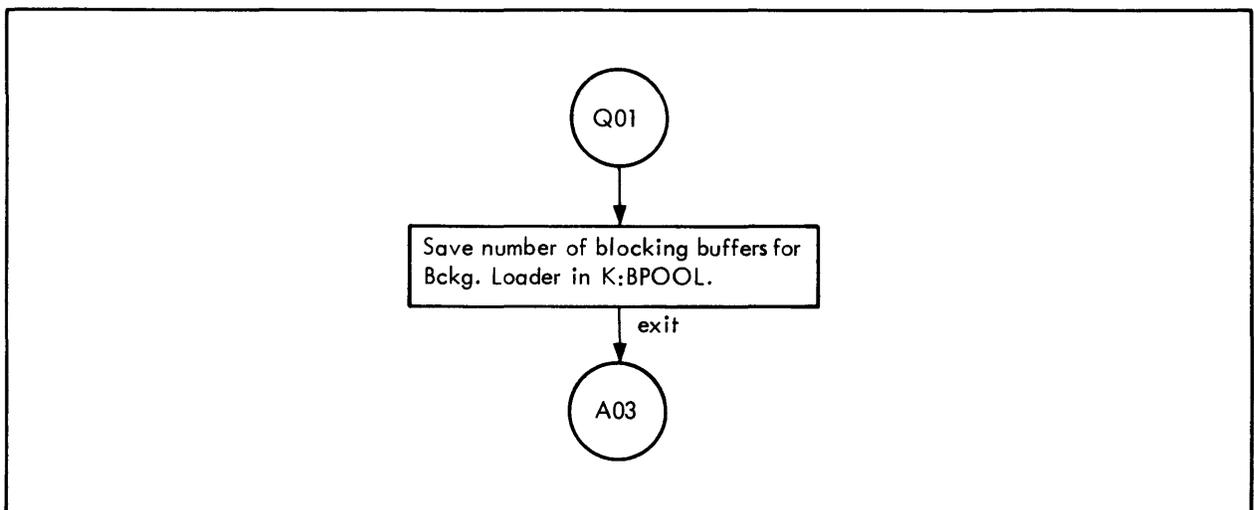 Q01
Save number of blocking buffers for
Bckg. Loader in K:BPOOL.
exit
A03